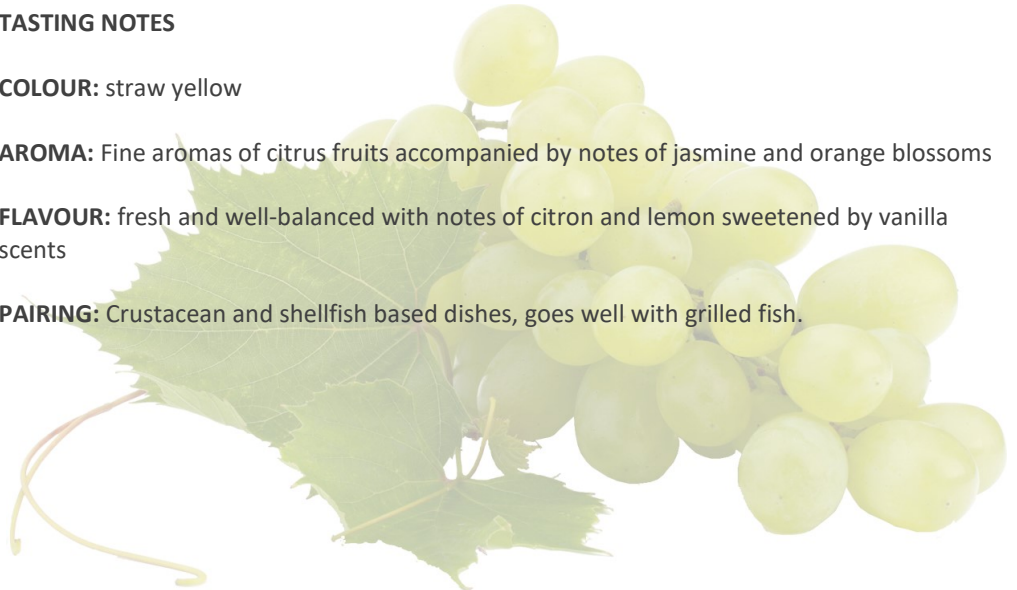 TASTING NOTES
COLOUR: straw yellow
AROMA: Fine aromas of citrus fruits accompanied by notes of jasmine and orange blossoms
FLAVOUR: fresh and well-balanced with notes of citron and lemon sweetened by vanilla
scents
PAIRING: Crustacean and shellfish based dishes, goes well with grilled fish.